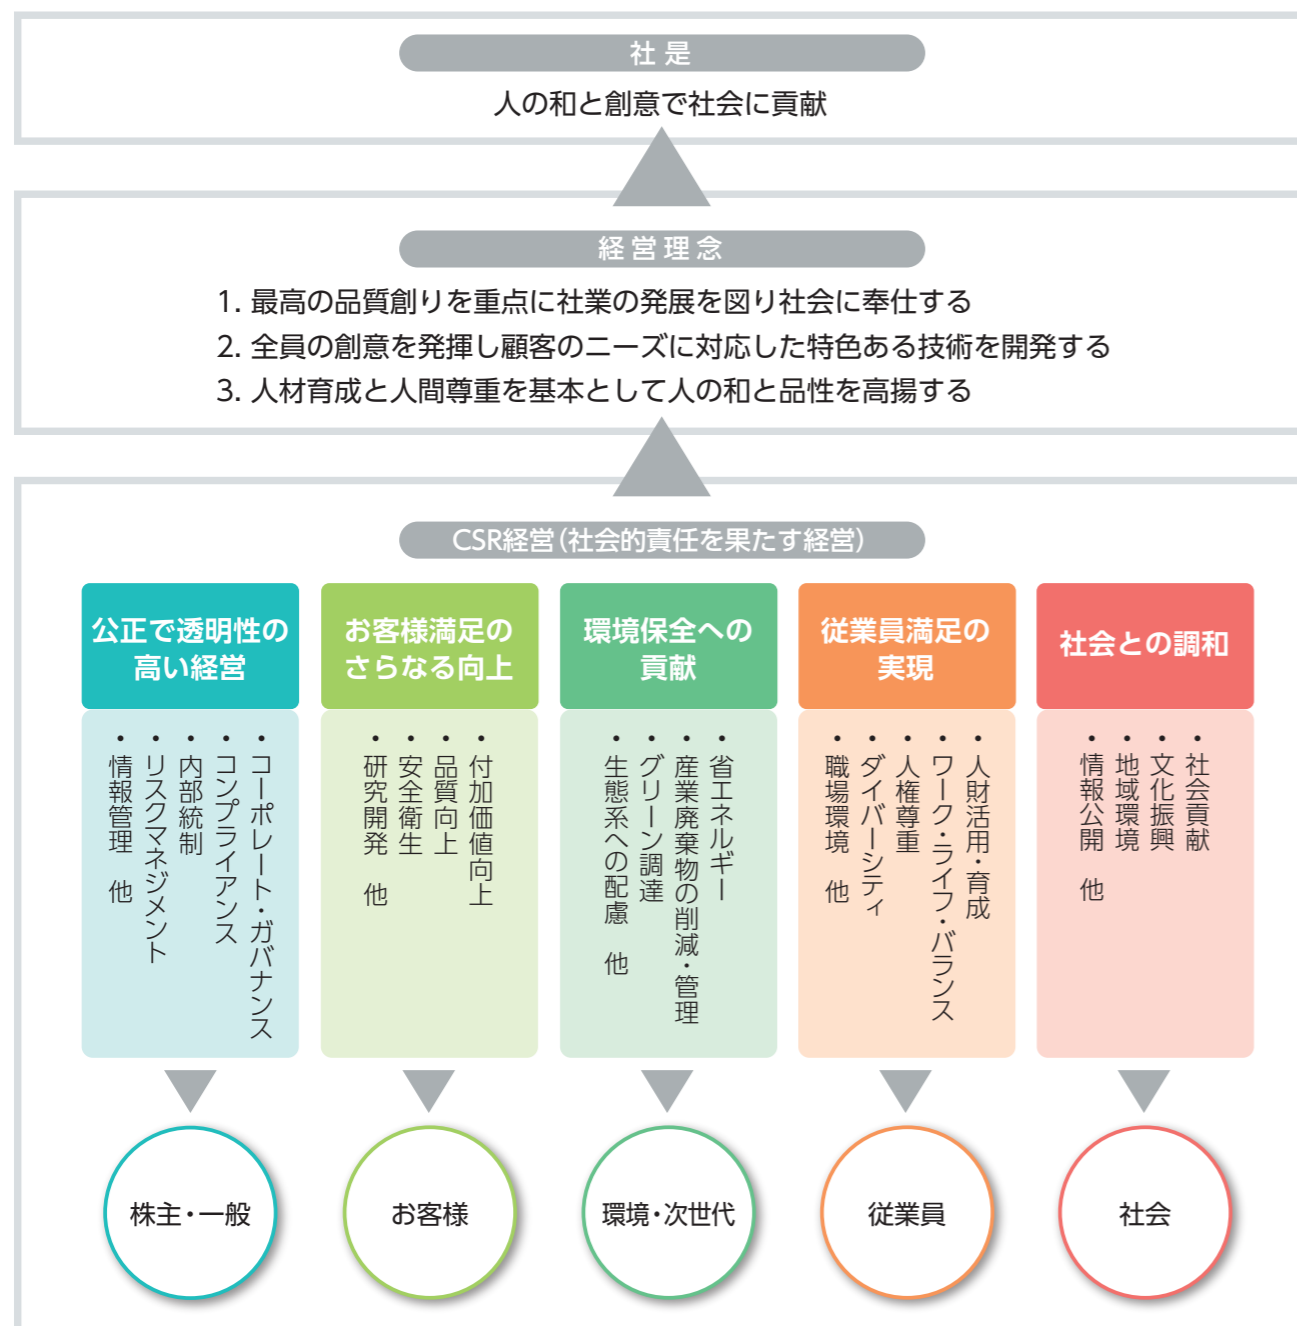 社是
人の和と創意で社会に貢献
経営理念
1. 最高の品質創りを重点に社業の発展を図り社会に奉仕する
2. 全員の創意を発揮し顧客のニーズに対応した特色ある技術を開発する
3. 人材育成と人間尊重を基本として人の和と品性を高揚する
CSR経営(社会的責任を果たす経営)
公正で透明性の
高い経営
・コーポレート・ガバナンス
・コンプライアンス
・内部統制
・リスクマネジメント
・情報管理 他
株主・一般
お客様満足の
さらなる向上
・付加価値向上
・品質向上
・安全衛生
・研究開発 他
お客様
環境保全への
貢献
・省エネルギー
・産業廃棄物の削減・管理
・グリーン調達
・生態系への配慮 他
環境・次世代
従業員満足の
実現
・人財活用・育成
・ワーク・ライフ・バランス
・人権尊重
・ダイバーシティ
・職場環境 他
従業員
社会との調和
・社会貢献
・文化振興
・地域環境
・情報公開 他
社会